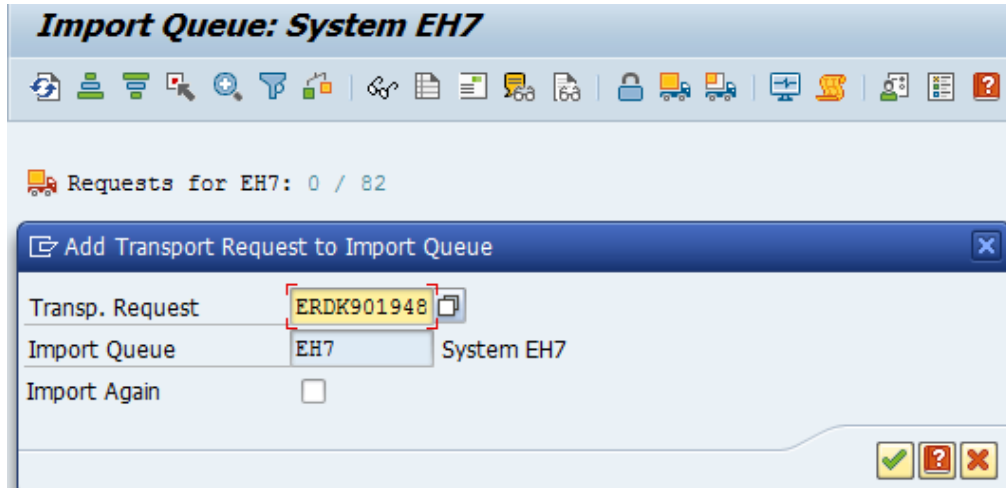 Import Queue: System EH7
Requests for EH7: 0 / 82
Add Transport Request to Import Queue
Transp. Request ERDK901948
Import Queue EH7 System EH7
Import Again